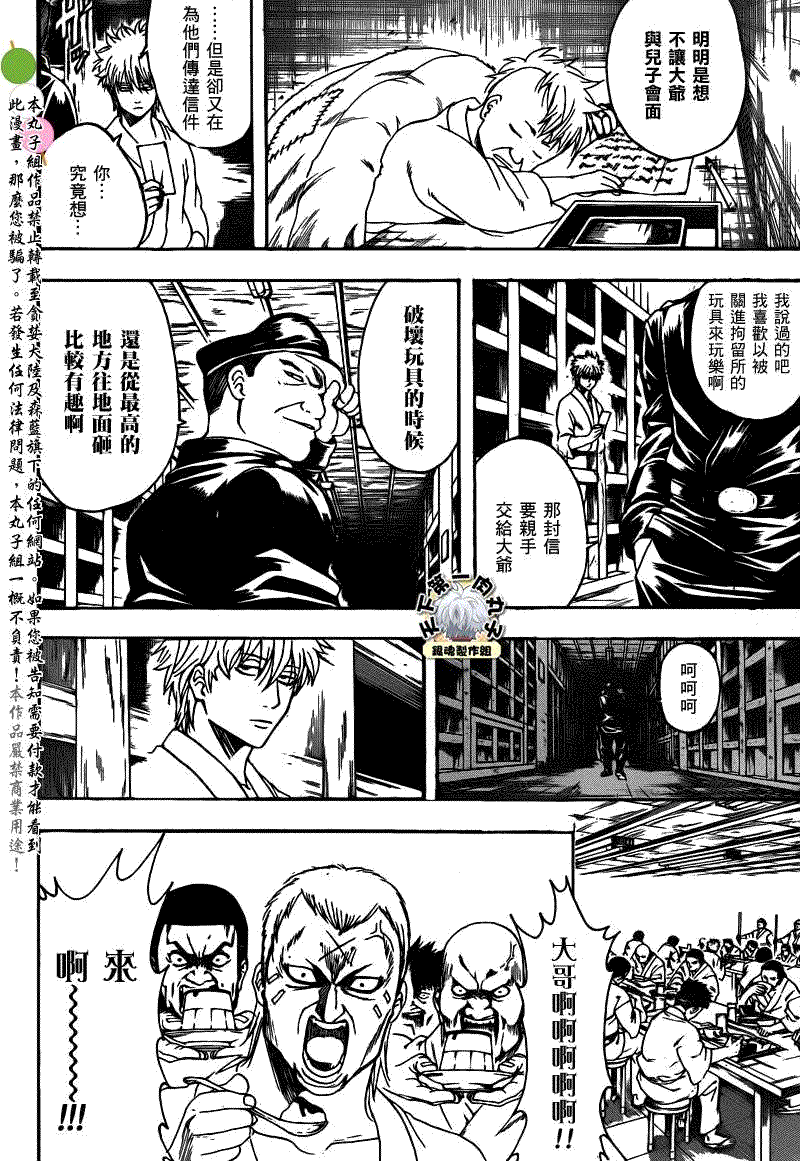 明明是想
不讓大爺
與兒子會面
……但是卻又在
為他們傳達信件
你…
究竟想…
我說過的吧
我喜歡以被
關進拘留所的
玩具來玩樂啊
那封信
要親手
交給大爺
破壞玩具的時候
還是從最高的
地方往地面砸
比較有趣啊
呵呵呵
大哥啊啊啊啊啊!!
來
啊~~~~!!!
天下第一肉丸子
銀魂製作組
本丸子組作品禁止轉載至貪婪大陸及森藍旗下的任何網站。如果您被告知需要付款才能看到
此漫畫，那麼您被騙了。若發生任何法律問題，本丸子組一概不負責！本作品嚴禁商業用途！